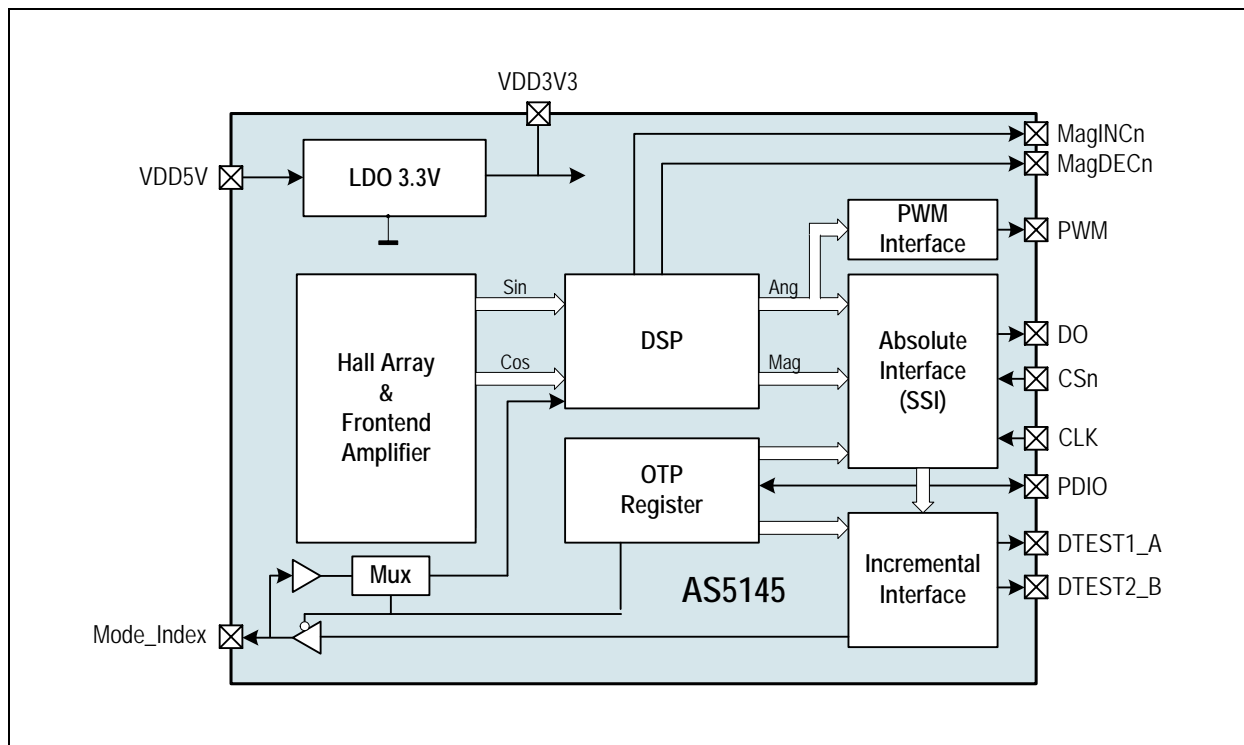 VDD3V3
VDD5V
LDO 3.3V
MagINCn
MagDECn
PWM
Interface
PWM
Hall Array
&
Frontend
Amplifier
Sin
Cos
DSP
Ang
Mag
Absolute
Interface
(SSI)
DO
CSn
CLK
OTP
Register
PDIO
Mux
AS5145
Incremental
Interface
DTEST1_A
DTEST2_B
Mode_Index